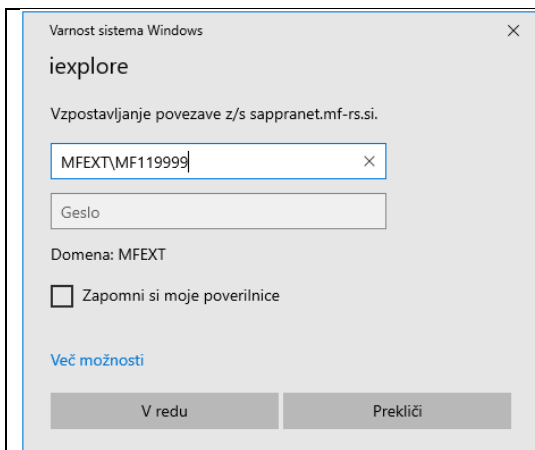 Varnost sistema Windows
iexplore
Vzpostavljanje povezave z/s sappranet.mf-rs.si.
MFEXT\MF119999
Geslo
Domena: MFEXT
Zapomni si moje poverilnice
Več možnosti
V redu
Prekliči